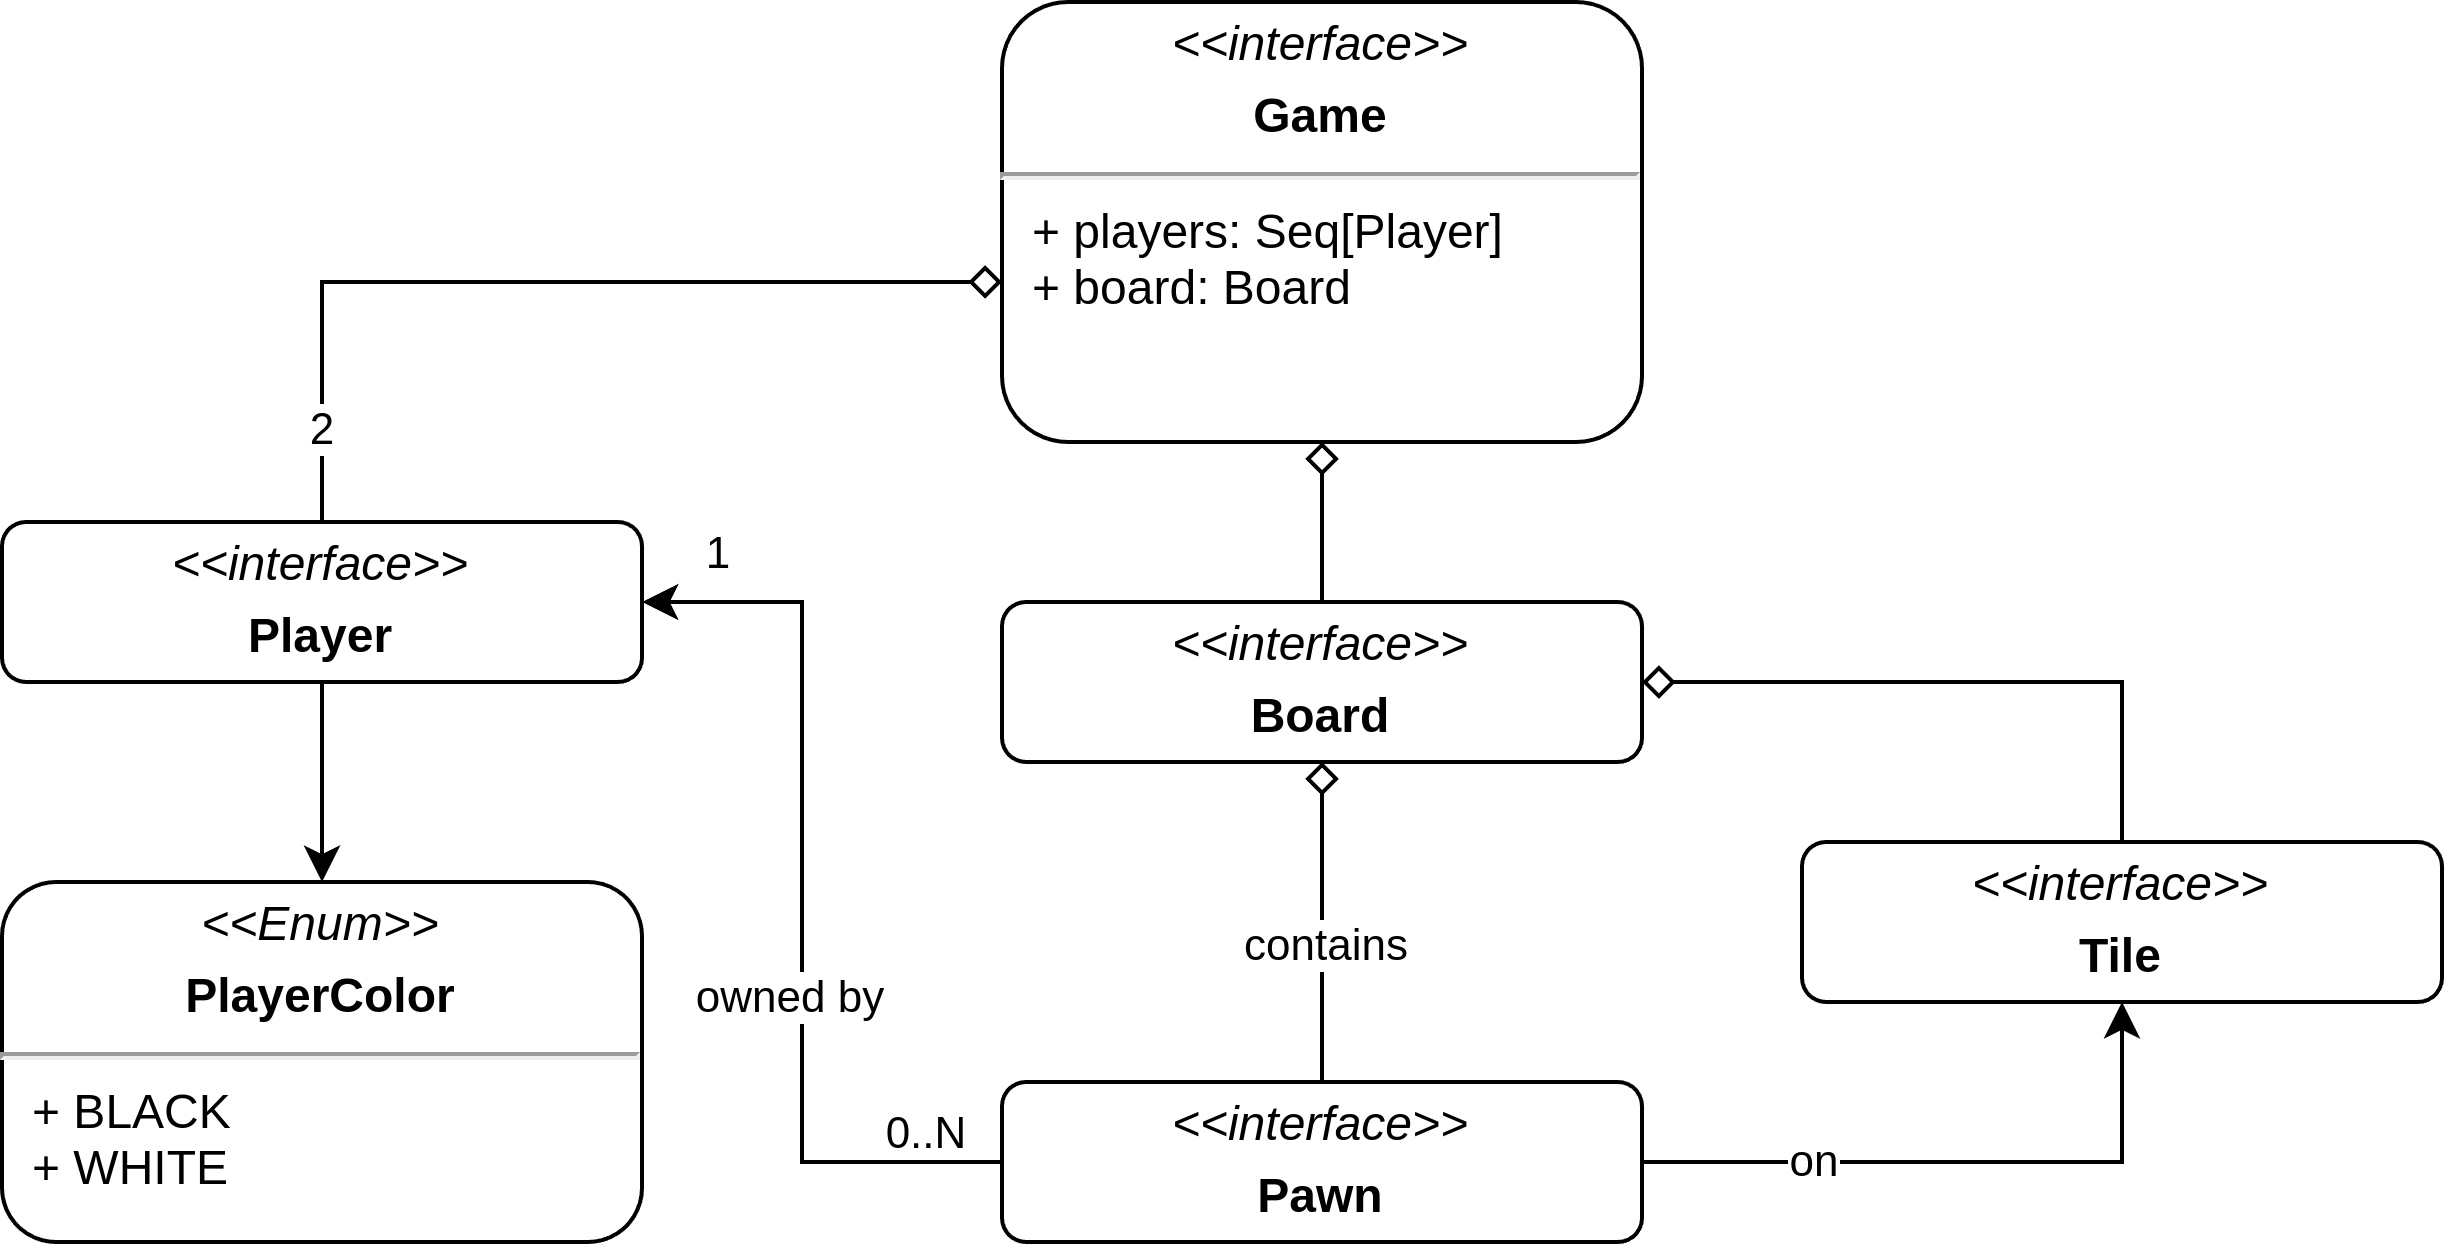 <<interface>>
Game
+ players: Seq[Player]
+ board: Board
2
<<interface>>
Player
1
<<interface>>
Board
<<Enum>>
PlayerColor
+ BLACK
+ WHITE
owned by
contains
<<interface>>
Tile
0..N
<<interface>>
Pawn
on